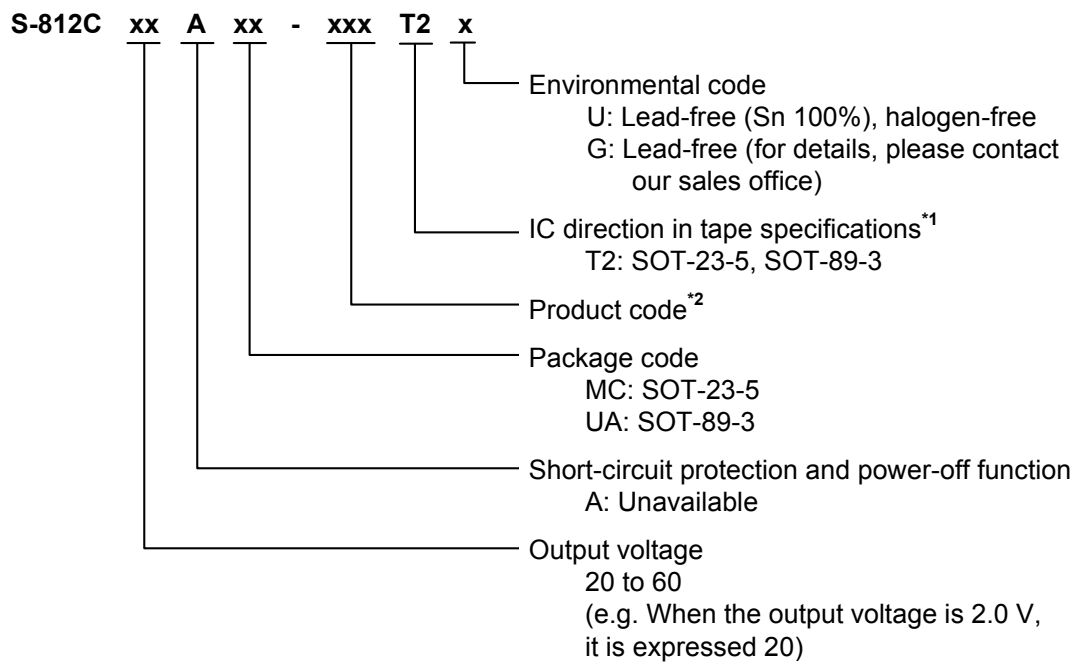 S-812C xx A xx - xxx T2 x
Environmental code
U: Lead-free (Sn 100%), halogen-free
G: Lead-free (for details, please contact
our sales office)
IC direction in tape specifications*1
T2: SOT-23-5, SOT-89-3
Product code*2
Package code
MC: SOT-23-5
UA: SOT-89-3
Short-circuit protection and power-off function
A: Unavailable
Output voltage
20 to 60
(e.g. When the output voltage is 2.0 V,
it is expressed 20)